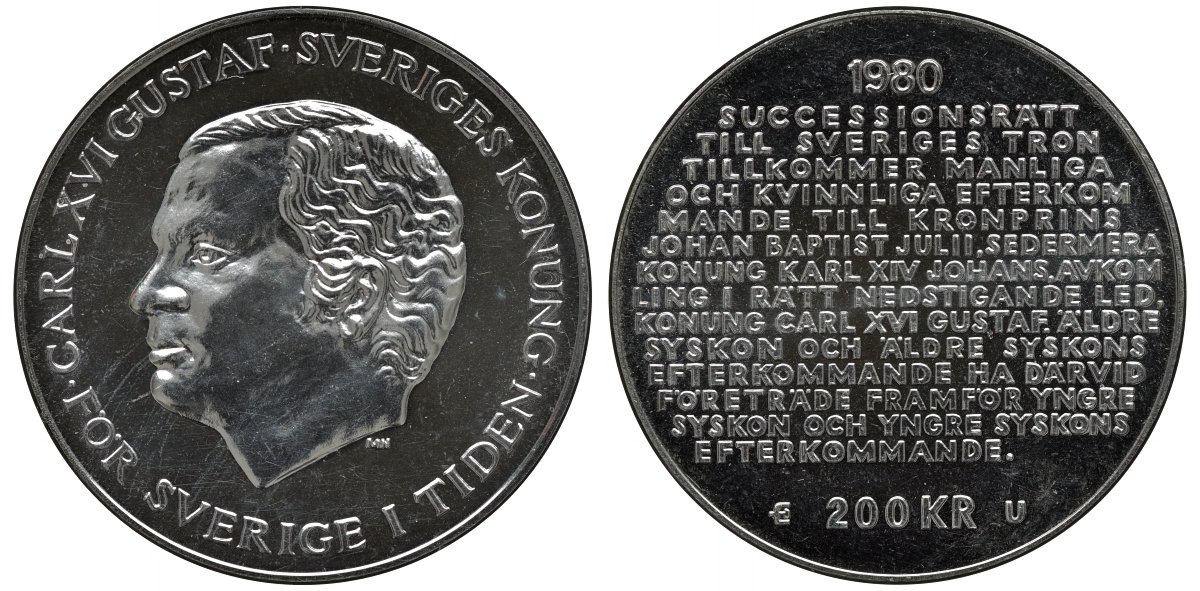 CARL XVI GUSTAF · SVERIGES KONUNG ·
FÖR SVERIGE I TIDEN ·
1980
SUCCESSIONSRÄTT
TILL SVERIGES TRON
TILLKOMMER MANLIGA
OCH KVINNLIGA EFTERKOM
MANDE TILL KRONPRINS
JOHAN BAPTIST JULII, SEDERMERA
KONUNG KARL XIV JOHANS, AVKOM
LING I RÄTT NEDSTIGANDE LED.
KONUNG CARL XVI GUSTAF. ÄLDRE
SYSKON OCH ÄLDRE SYSKONS
EFTERKOMMANDE HA DÄRVID
FÖRETRÄDE FRAMFÖR YNGRE
SYSKON OCH YNGRE SYSKONS
EFTERKOMMANDE.
200 KR U